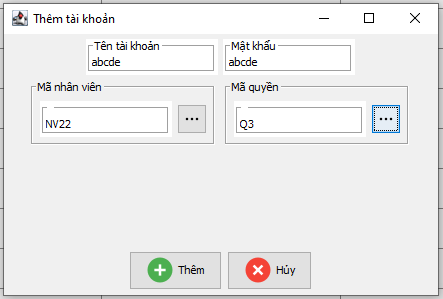 Thêm tài khoản
Tên tài khoản
Mật khẩu
abcde
abcde
Mã nhân viên
Mã quyền
NV22
...
Q3
...
Thêm
Hủy